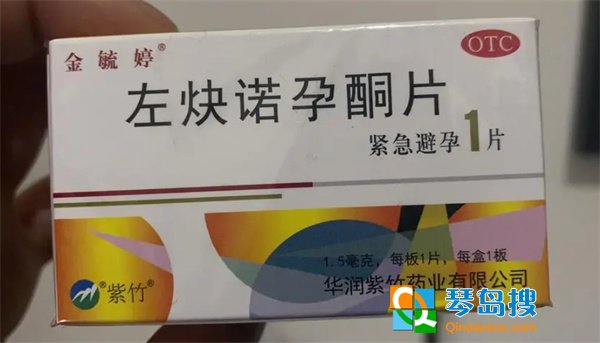 金毓婷®
OTC
左炔诺孕酮片
紧急避孕1片
1.5毫克，每板1片，每盒1板
华润紫竹药业有限公司
®紫竹®
琴岛搜
Qindaosou.com